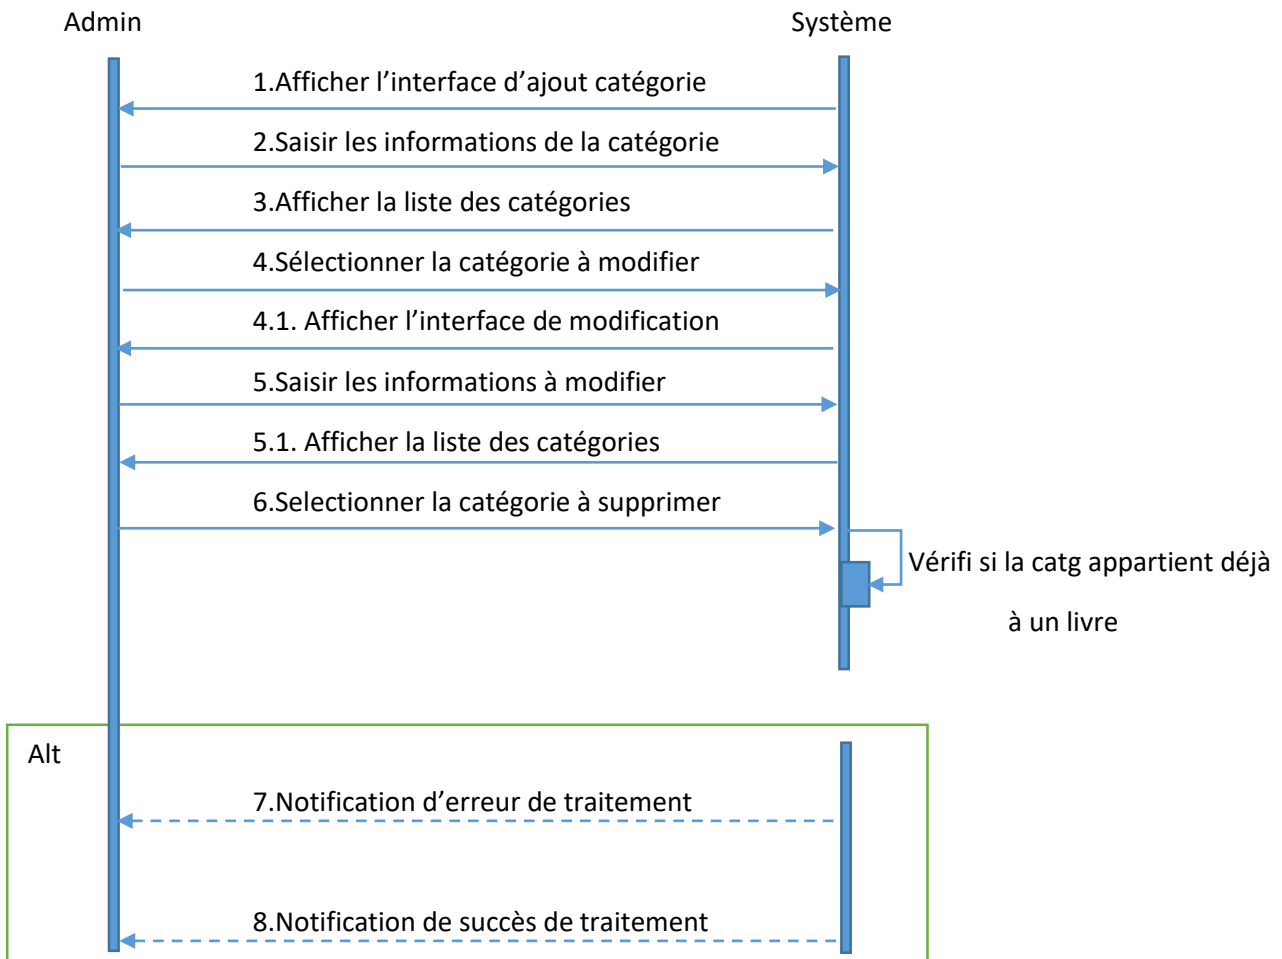 Admin
Système
1.Afficher l’interface d’ajout catégorie
2.Saisir les informations de la catégorie
3.Afficher la liste des catégories
4.Sélectionner la catégorie à modifier
4.1. Afficher l’interface de modification
5.Saisir les informations à modifier
5.1. Afficher la liste des catégories
6.Selectionner la catégorie à supprimer
Vérifi si la catg appartient déjà
à un livre
Alt
7.Notification d’erreur de traitement
8.Notification de succès de traitement